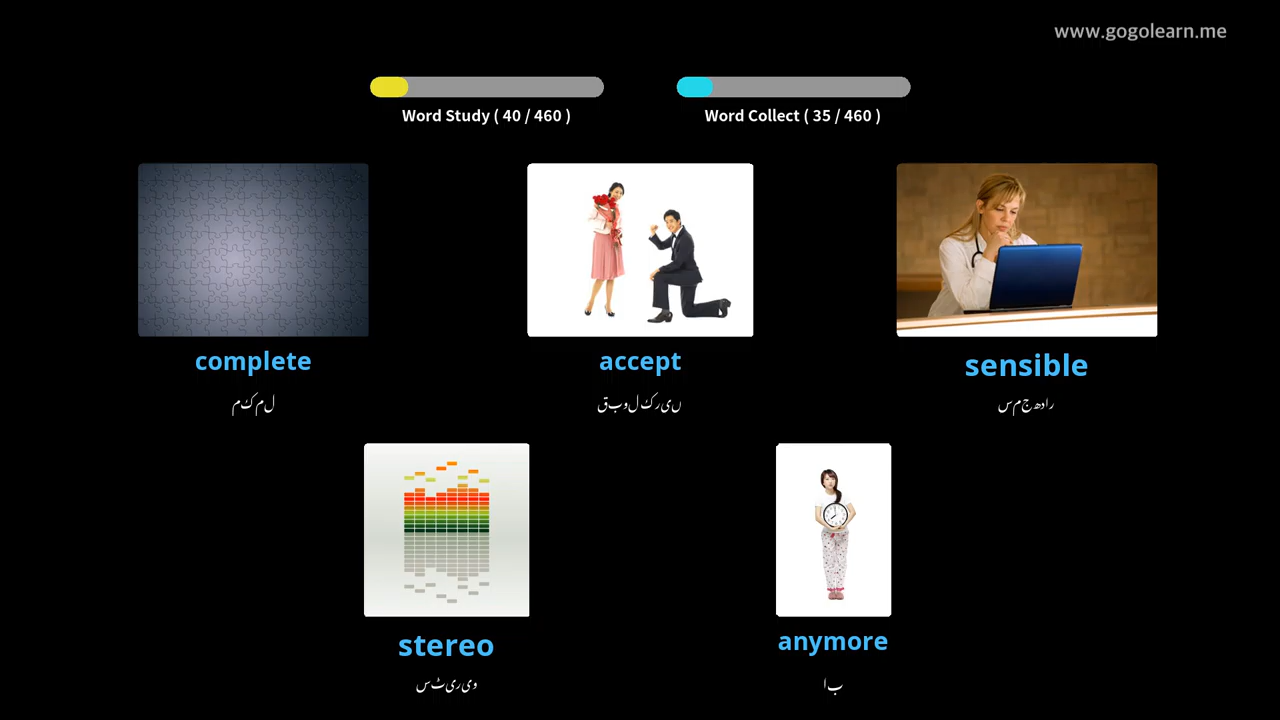 www.gogolearn.me
Word Study ( 40 / 460 )
Word Collect ( 35 / 460 )
complete
accept
sensible
مکمل
قبول کریں
سمجھدار
stereo
anymore
سٹیریو
اب